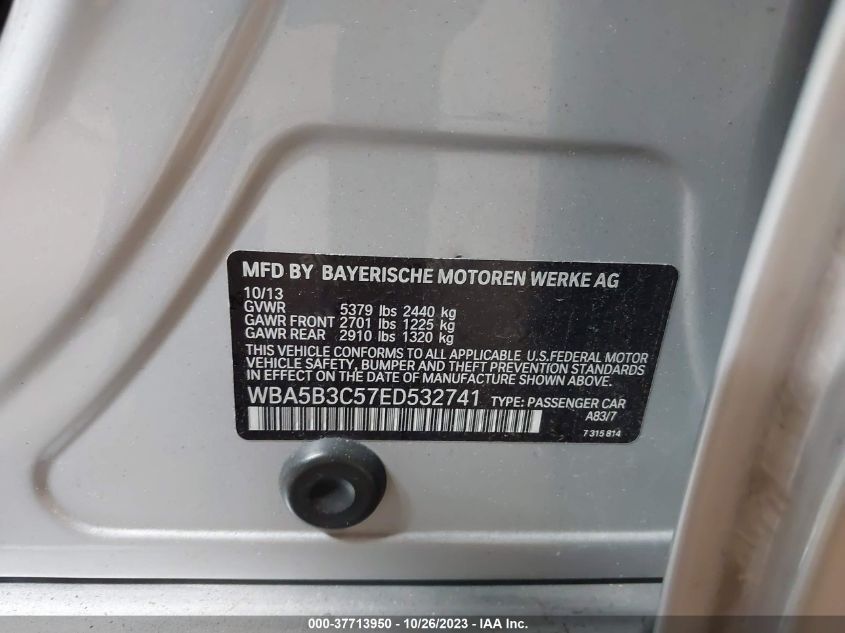 MFD BY BAYERISCHE MOTOREN WERKE AG
10/13
GVWR 5379 lbs 2440 kg
GAWR FRONT 2701 lbs 1225 kg
GAWR REAR 2910 lbs 1320 kg
THIS VEHICLE CONFORMS TO ALL APPLICABLE U.S.FEDERAL MOTOR
VEHICLE SAFETY, BUMPER AND THEFT PREVENTION STANDARDS
IN EFFECT ON THE DATE OF MANUFACTURE SHOWN ABOVE.
WBA5B3C57ED532741 TYPE: PASSENGER CAR
A83/7
7 315 814
000-37713950 | 10/26/2023 | © IAA Inc.